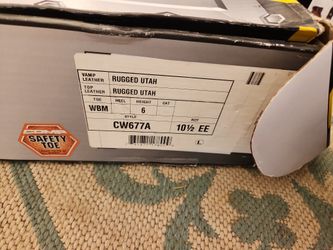 VAMP LEATHER RUGGED UTAH
TOP LEATHER RUGGED UTAH
TOE HEEL HEIGHT CAT
WBM 6
STYLE
CW677A 10½ EE
COMP
SAFETY
TOE
L